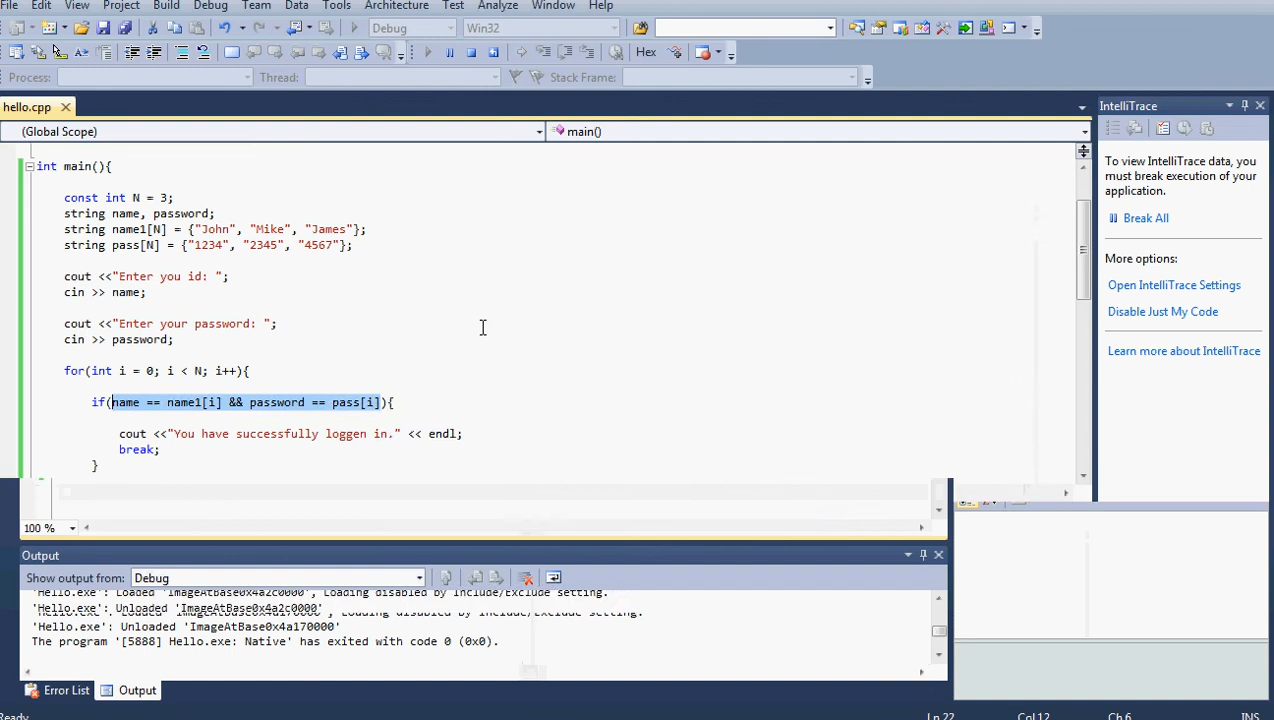 File Edit View Project Build Debug Team Data Tools Architecture Test Analyze Window Help
Debug Win32
Hex
Process: Thread: Stack Frame:
hello.cpp
(Global Scope) main()
int main(){
const int N = 3;
string name, password;
string name1[N] = {"John", "Mike", "James"};
string pass[N] = {"1234", "2345", "4567"};
cout <<"Enter you id: ";
cin >> name;
cout <<"Enter your password: ";
cin >> password;
for(int i = 0; i < N; i++){
if(name == name1[i] && password == pass[i]){
cout <<"You have successfully loggen in." << endl;
break;
}
100 %
IntelliTrace
To view IntelliTrace data, you
must break execution of your
application.
Break All
More options:
Open IntelliTrace Settings
Disable Just My Code
Learn more about IntelliTrace
Output
Show output from: Debug
'Hello.exe': Loaded 'ImageAtBase0x4a2c0000', Loading disabled by Include/Exclude setting.
'Hello.exe': Unloaded 'ImageAtBase0x4a2c0000'
'Hello.exe': Unloaded 'ImageAtBase0x4a170000'
The program '[5888] Hello.exe: Native' has exited with code 0 (0x0).
Error List Output
Ready Ln 22 Col 12 Ch 6 INS